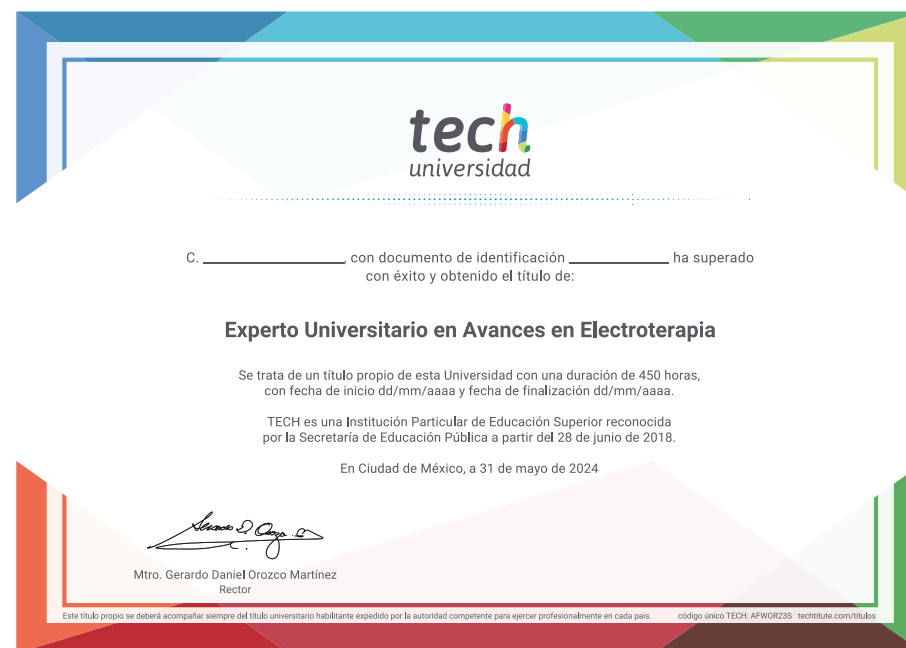 tech
universidad
C. ____________, con documento de identificación ____________ ha superado
con éxito y obtenido el título de:
Experto Universitario en Avances en Electroterapia
Se trata de un título propio de esta Universidad con una duración de 450 horas,
con fecha de inicio dd/mm/aaaa y fecha de finalización dd/mm/aaaa.
TECH es una Institución Particular de Educación Superior reconocida
por la Secretaría de Educación Pública a partir del 28 de junio de 2018.
En Ciudad de México, a 31 de mayo de 2024
Mtro. Gerardo Daniel Orozco Martínez
Rector
Este título propio se deberá acompañar siempre del título universitario habilitante expedido por la autoridad competente para ejercer profesionalmente en cada país. código único TECH: AFWOR23S techtitute.com/titulos